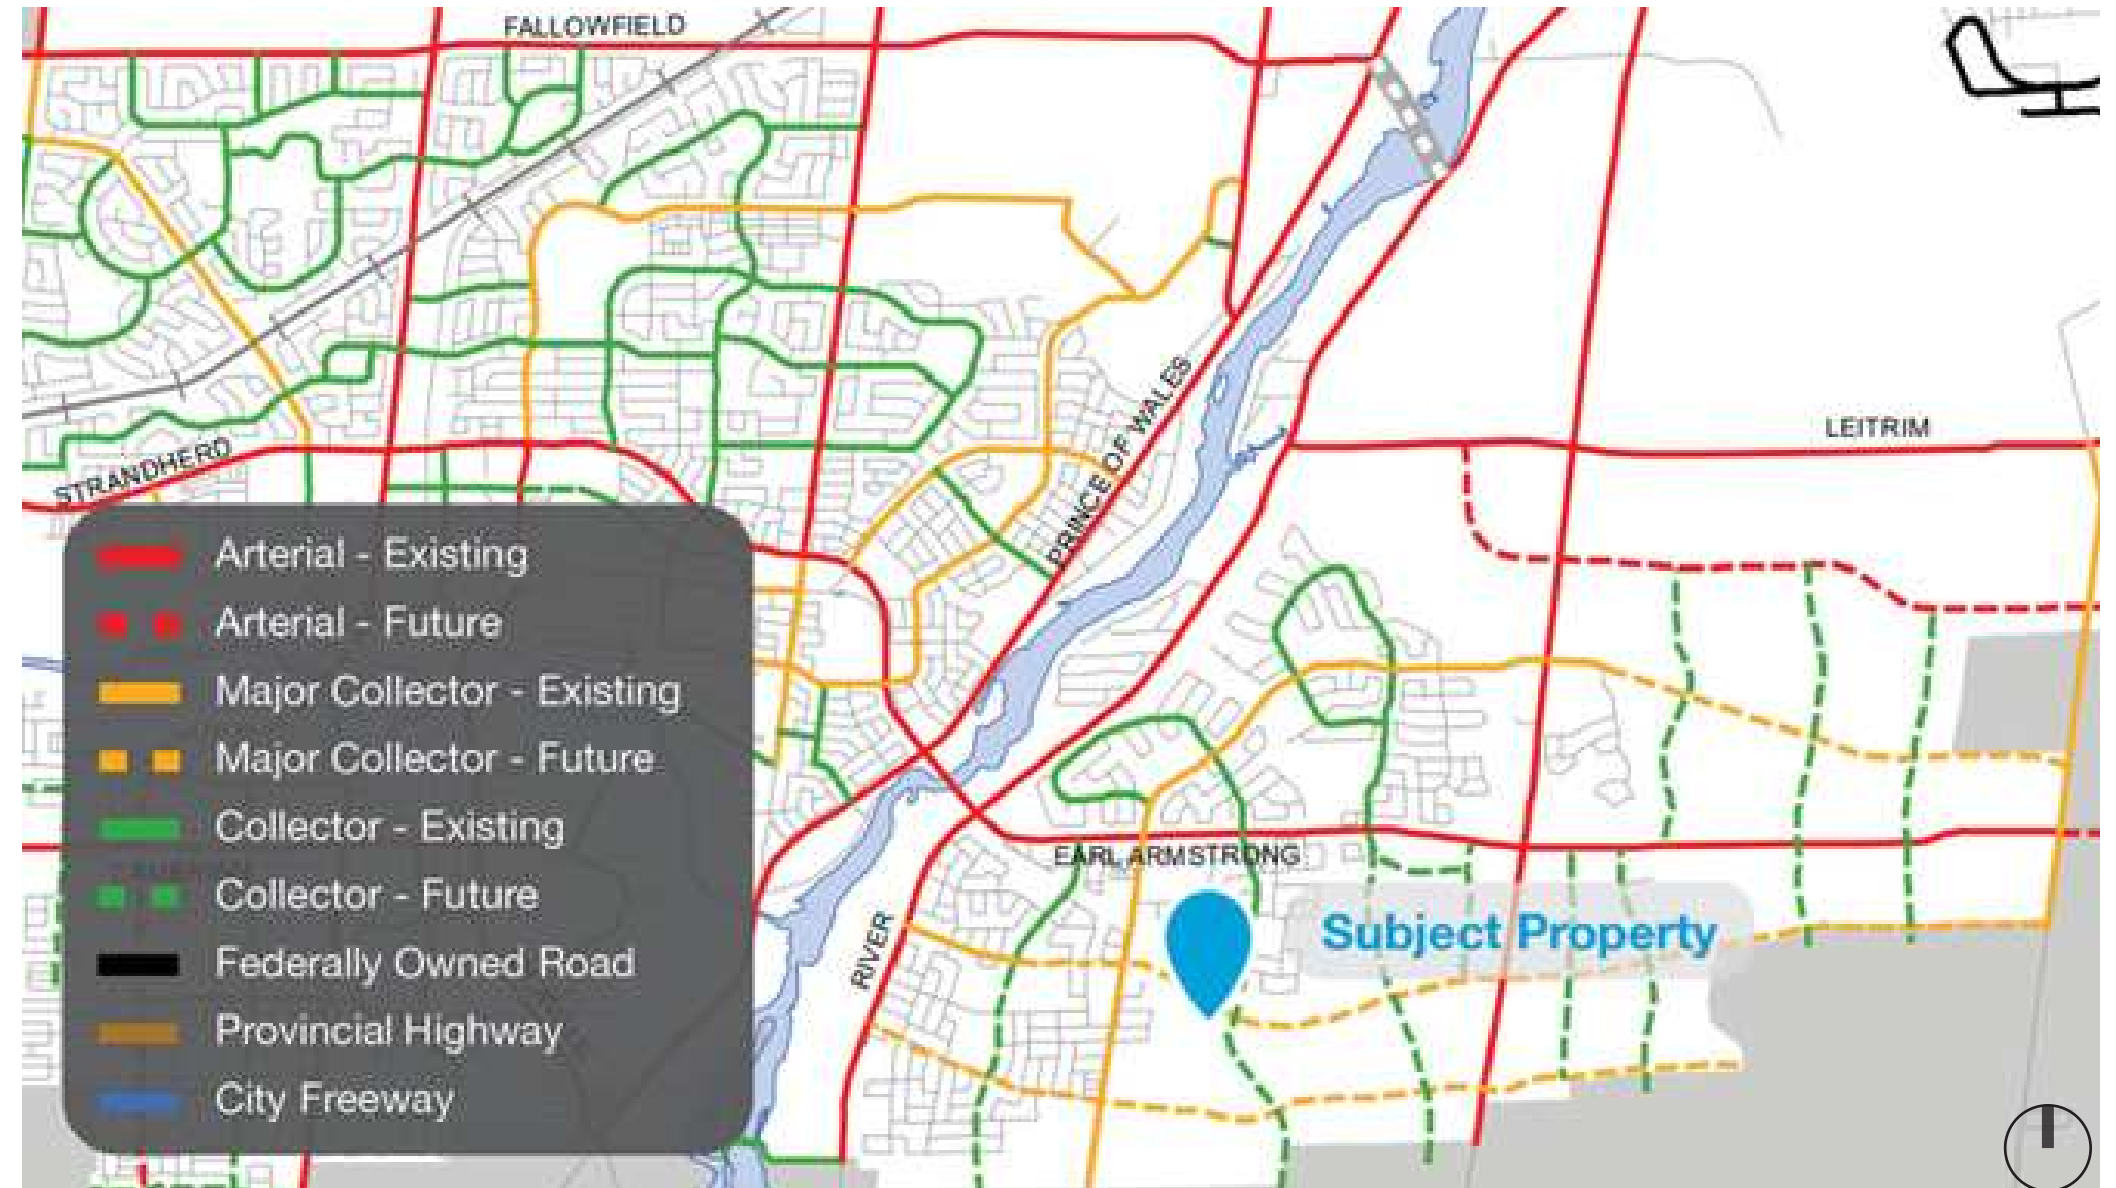 FALLOWFIELD
PRINCE OF WALES
LEITRIM
STRANDHERD
Arterial - Existing
Arterial - Future
Major Collector - Existing
Major Collector - Future
Collector - Existing
Collector - Future
Federally Owned Road
Provincial Highway
City Freeway
EARL ARMSTRONG
RIVER
Subject Property